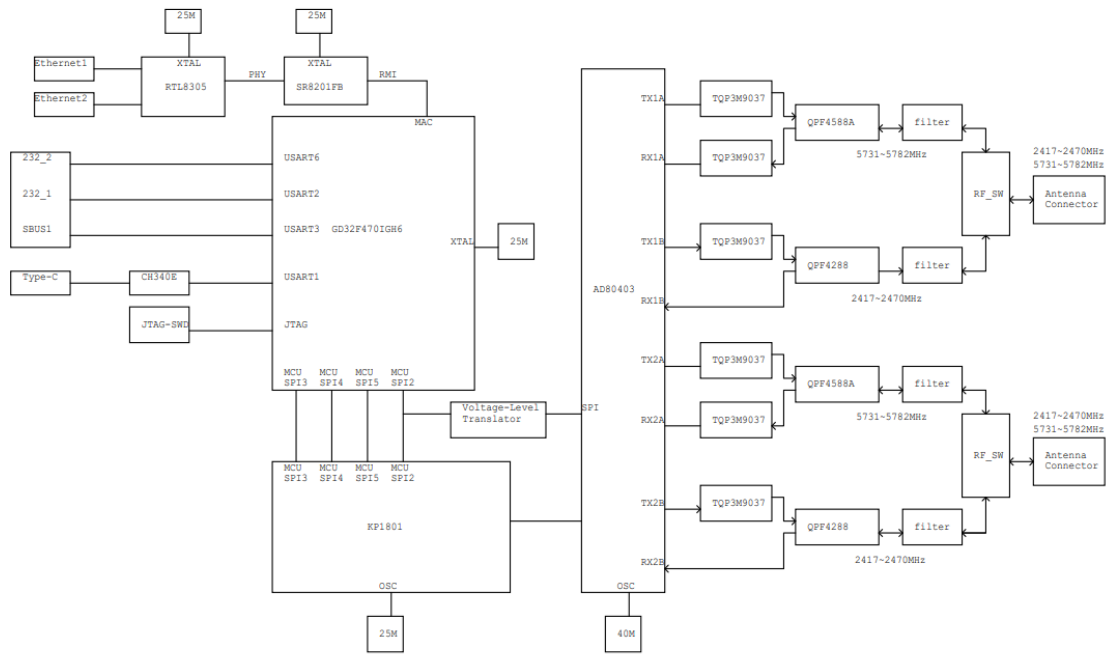 25M
25M
Ethernet1
Ethernet2
XTAL
RTL8305
PHY
XTAL
SR8201FB
RMI
MAC
232_2
232_1
SBUS1
USART6
USART2
USART3
GD32F470IGH6
USART1
JTAG
XTAL
25M
Type-C
CH340E
JTAG-SWD
MCU
SPI3
MCU
SPI4
MCU
SPI5
MCU
SPI2
Voltage-Level
Translator
SPI
MCU
SPI3
MCU
SPI4
MCU
SPI5
MCU
SPI2
KP1801
OSC
25M
AD80403
TX1A
RX1A
TX1B
RX1B
TX2A
RX2A
TX2B
RX2B
OSC
40M
TQP3M9037
TQP3M9037
QPF4588A
filter
5731~5782MHz
TQP3M9037
QPF4288
filter
2417~2470MHz
RF_SW
2417~2470MHz
5731~5782MHz
Antenna
Connector
TQP3M9037
TQP3M9037
QPF4588A
filter
5731~5782MHz
TQP3M9037
QPF4288
filter
2417~2470MHz
RF_SW
2417~2470MHz
5731~5782MHz
Antenna
Connector